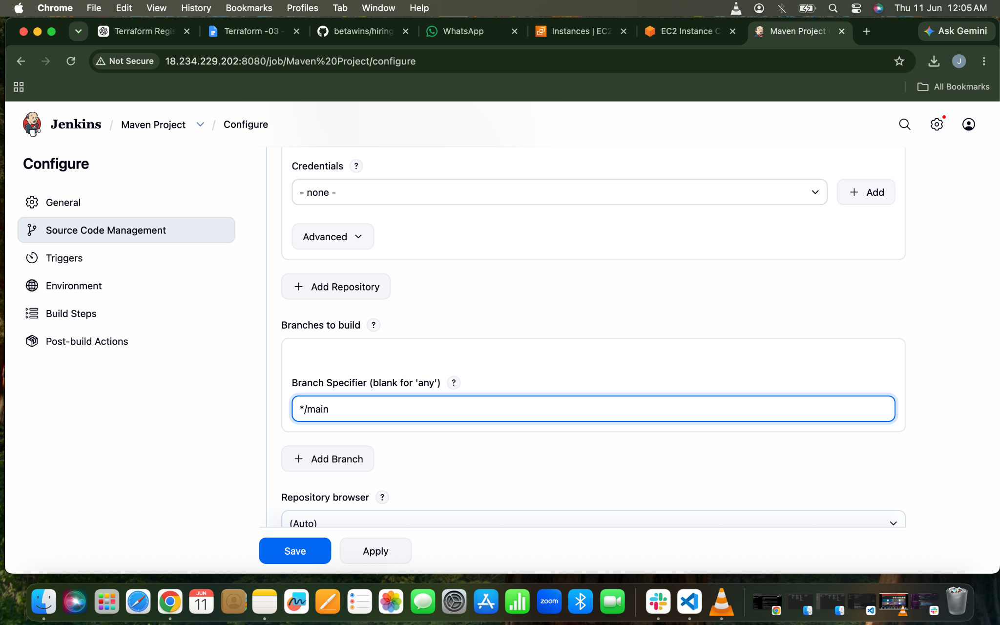 Chrome File Edit View History Bookmarks Profiles Tab Window Help Thu 11 Jun 12:05 AM
Terraform Regis Terraform -03 - betawins/hiring WhatsApp Instances | EC2 EC2 Instance C Maven Project Ask Gemini
Not Secure 18.234.229.202:8080/job/Maven%20Project/configure J
All Bookmarks
Jenkins / Maven Project / Configure
Configure
General
Source Code Management
Triggers
Environment
Build Steps
Post-build Actions
Credentials ?
- none -
+ Add
Advanced
+ Add Repository
Branches to build ?
Branch Specifier (blank for 'any') ?
*/main
+ Add Branch
Repository browser ?
(Auto)
Save
Apply
JUN
11
zoom